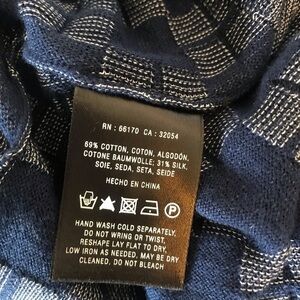 RN : 66170 CA : 32054
69% COTTON, COTON, ALGODÓN,
COTONE BAUMWOLLE; 31% SILK,
SOIE, SEDA, SETA, SEIDE
HECHO EN CHINA
P
HAND WASH COLD SEPARATELY.
DO NOT WRING OR TWIST.
RESHAPE LAY FLAT TO DRY.
LOW IRON AS NEEDED. MAY BE DRY
CLEANED. DO NOT BLEACH